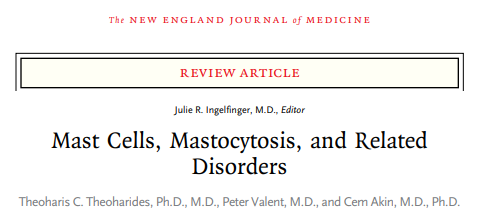 The NEW ENGLAND JOURNAL of MEDICINE
REVIEW ARTICLE
Julie R. Ingelfinger, M.D., Editor
Mast Cells, Mastocytosis, and Related
Disorders
Theoharis C. Theoharides, Ph.D., M.D., Peter Valent, M.D., and Cem Akin, M.D., Ph.D.